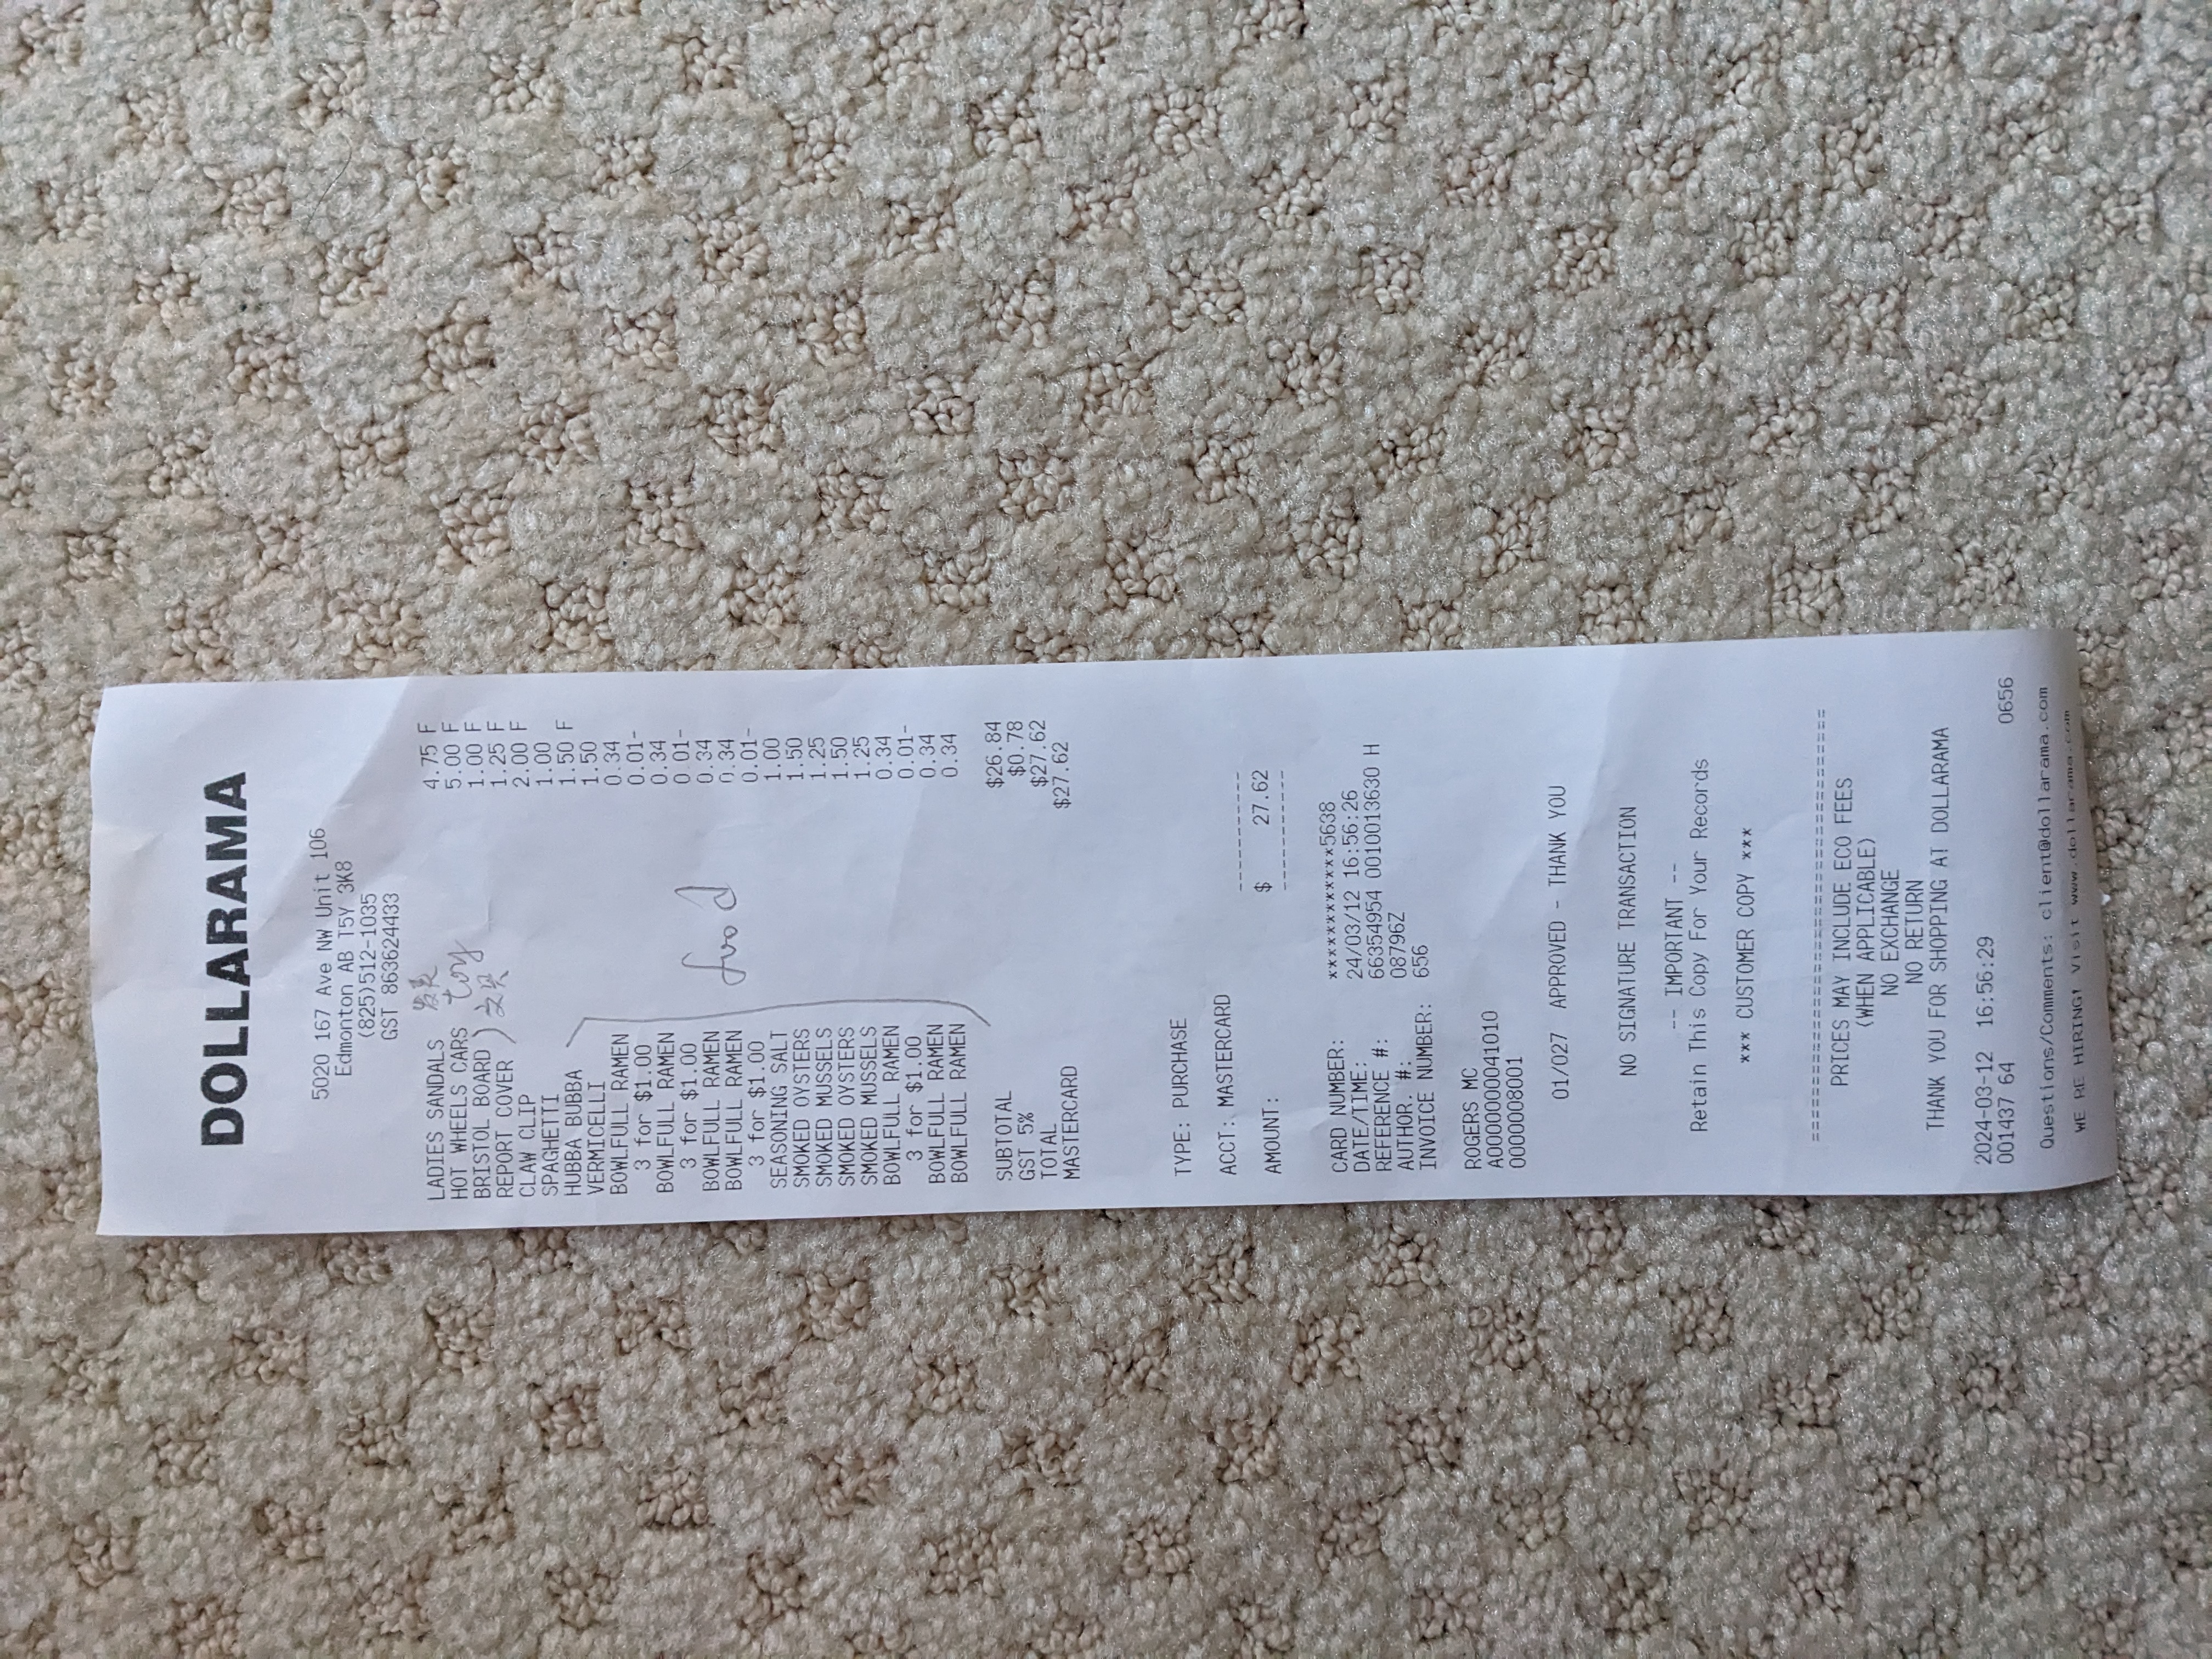 DOLLARAMA
5020 167 Ave NW Unit 106
Edmonton AB T5Y 3K8
(825)512-1035
GST 863624433
LADIES SANDALS 4.75 F
HOT WHEELS CARS toy 5.00 F
BRISTOL BOARD ) 文具 1.00 F
REPORT COVER 1.25 F
CLAW CLIP 2.00 F
SPAGHETTI 1.00
HUBBA BUBBA 1.50 F
VERMICELLI 1.50
BOWLFULL RAMEN 0.34
3 for $1.00 0.01-
BOWLFULL RAMEN 0.34
3 for $1.00 0.01-
BOWLFULL RAMEN food 0.34
BOWLFULL RAMEN 0.34
3 for $1.00 0.01-
SEASONING SALT 1.00
SMOKED OYSTERS 1.50
SMOKED MUSSELS 1.25
SMOKED OYSTERS 1.50
SMOKED MUSSELS 1.25
BOWLFULL RAMEN 0.34
3 for $1.00 0.01-
BOWLFULL RAMEN 0.34
BOWLFULL RAMEN 0.34
SUBTOTAL $26.84
GST 5% $0.78
TOTAL $27.62
MASTERCARD $27.62
TYPE: PURCHASE
ACCT: MASTERCARD
AMOUNT: $ 27.62
CARD NUMBER: ************5638
DATE/TIME: 24/03/12 16:56:26
REFERENCE #: 66354954 0010013630 H
AUTHOR. #: 08796Z
INVOICE NUMBER: 656
ROGERS MC
A0000000041010
0000008001
01/027 APPROVED - THANK YOU
NO SIGNATURE TRANSACTION
-- IMPORTANT --
Retain This Copy For Your Records
*** CUSTOMER COPY ***
PRICES MAY INCLUDE ECO FEES
(WHEN APPLICABLE)
NO EXCHANGE
NO RETURN
THANK YOU FOR SHOPPING AT DOLLARAMA
2024-03-12 16:56:29
001437 64 0656
Questions/Comments: client@dollarama.com
WE RE HIRING! Visit www.dollarama.com